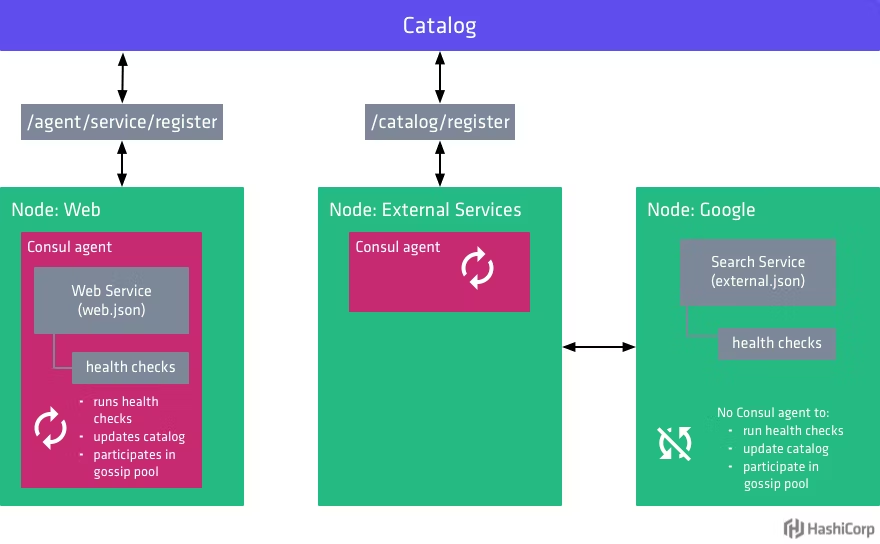 Catalog
/agent/service/register
/catalog/register
Node: Web
Consul agent
Web Service
(web.json)
health checks
· runs health
checks
· updates catalog
· participates in
gossip pool
Node: External Services
Consul agent
Node: Google
Search Service
(external.json)
health checks
No Consul agent to:
· run health checks
· update catalog
· participate in
gossip pool
HashiCorp